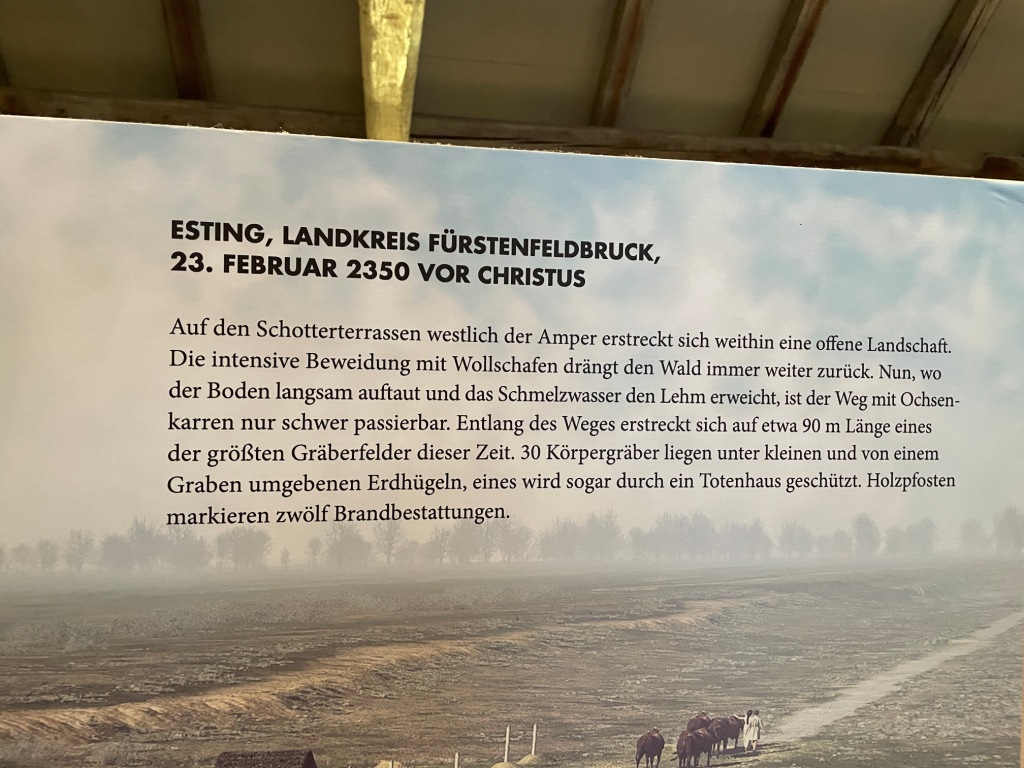 ESTING, LANDKREIS FÜRSTENFELDBRUCK,
23. FEBRUAR 2350 VOR CHRISTUS
Auf den Schotterterrassen westlich der Amper erstreckt sich weithin eine offene Landschaft.
Die intensive Beweidung mit Wollschafen drängt den Wald immer weiter zurück. Nun, wo
der Boden langsam auftaut und das Schmelzwasser den Lehm erweicht, ist der Weg mit Ochsen-
karren nur schwer passierbar. Entlang des Weges erstreckt sich auf etwa 90 m Länge eines
der größten Gräberfelder dieser Zeit. 30 Körpergräber liegen unter kleinen und von einem
Graben umgebenen Erdhügeln, eines wird sogar durch ein Totenhaus geschützt. Holzpfosten
markieren zwölf Brandbestattungen.